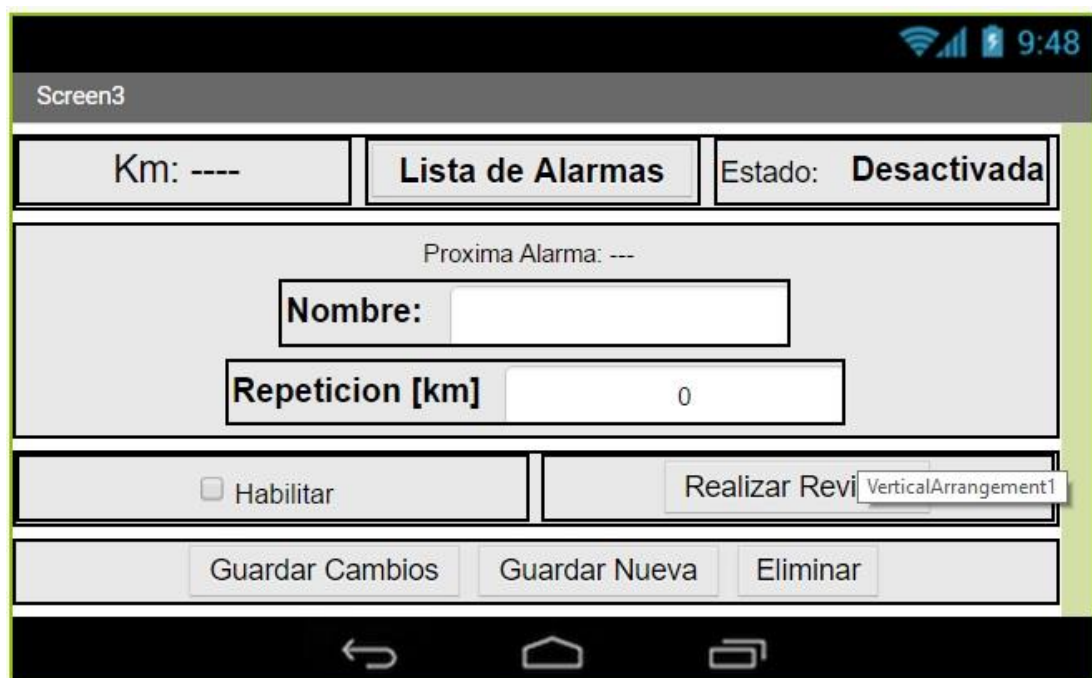 9:48
Screen3
Km: ----
Lista de Alarmas
Estado: Desactivada
Proxima Alarma: ---
Nombre:
Repeticion [km] 0
Habilitar
Realizar Revi
VerticalArrangement1
Guardar Cambios Guardar Nueva Eliminar